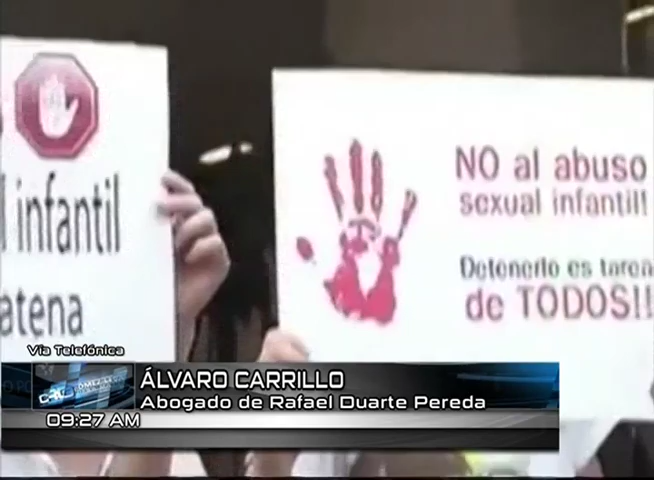 infantil
atena
NO al abuso
sexual infantil!
Detenerlo es tarea
de TODOS!!
Vía Telefónica
ÁLVARO CARRILLO
Abogado de Rafael Duarte Pereda
09:27 AM